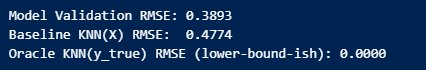 Model Validation RMSE: 0.3893
Baseline KNN(X) RMSE:  0.4774
Oracle KNN(y_true) RMSE (lower-bound-ish): 0.0000